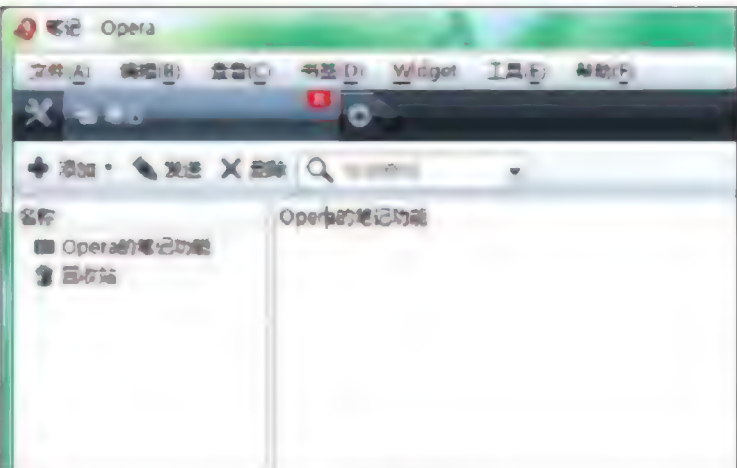 笔记 Opera
文件(A) 编辑(B) 查看(C) 书签(D) Widget 工具(E) 帮助(F)
添加 发送 删除
名称
Opera的笔记功能
Opera的笔记功能
回收站